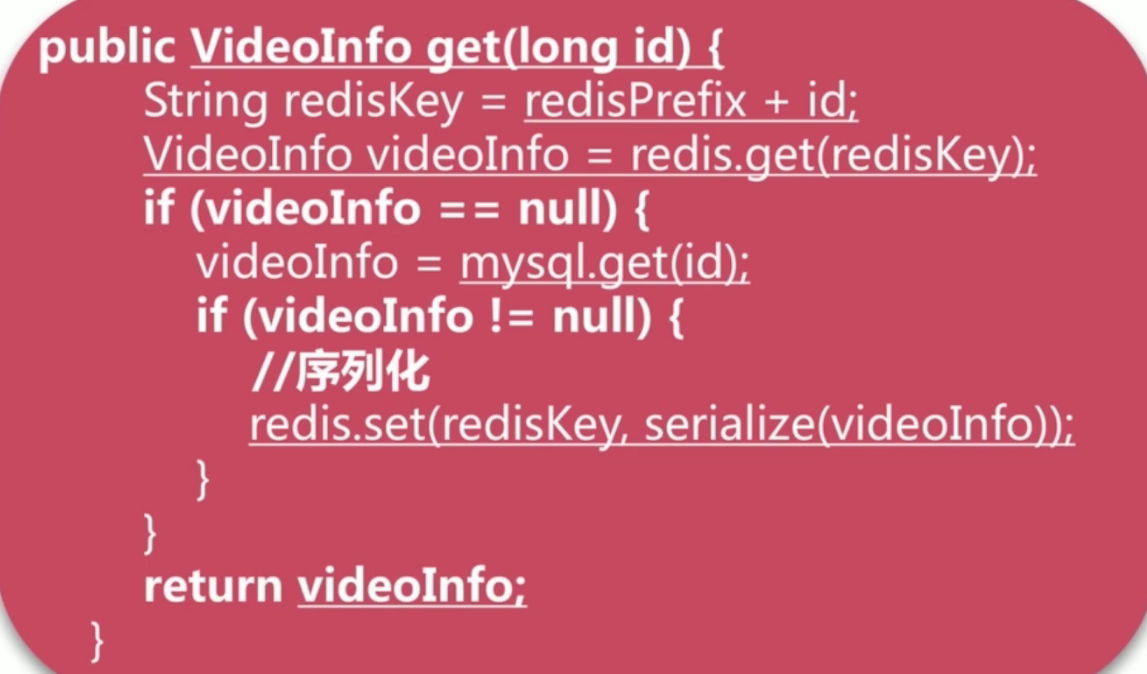 public VideoInfo get(long id) {
String redisKey = redisPrefix + id;
VideoInfo videoInfo = redis.get(redisKey);
if (videoInfo == null) {
videoInfo = mysql.get(id);
if (videoInfo != null) {
//序列化
redis.set(redisKey, serialize(videoInfo));
}
}
return videoInfo;
}